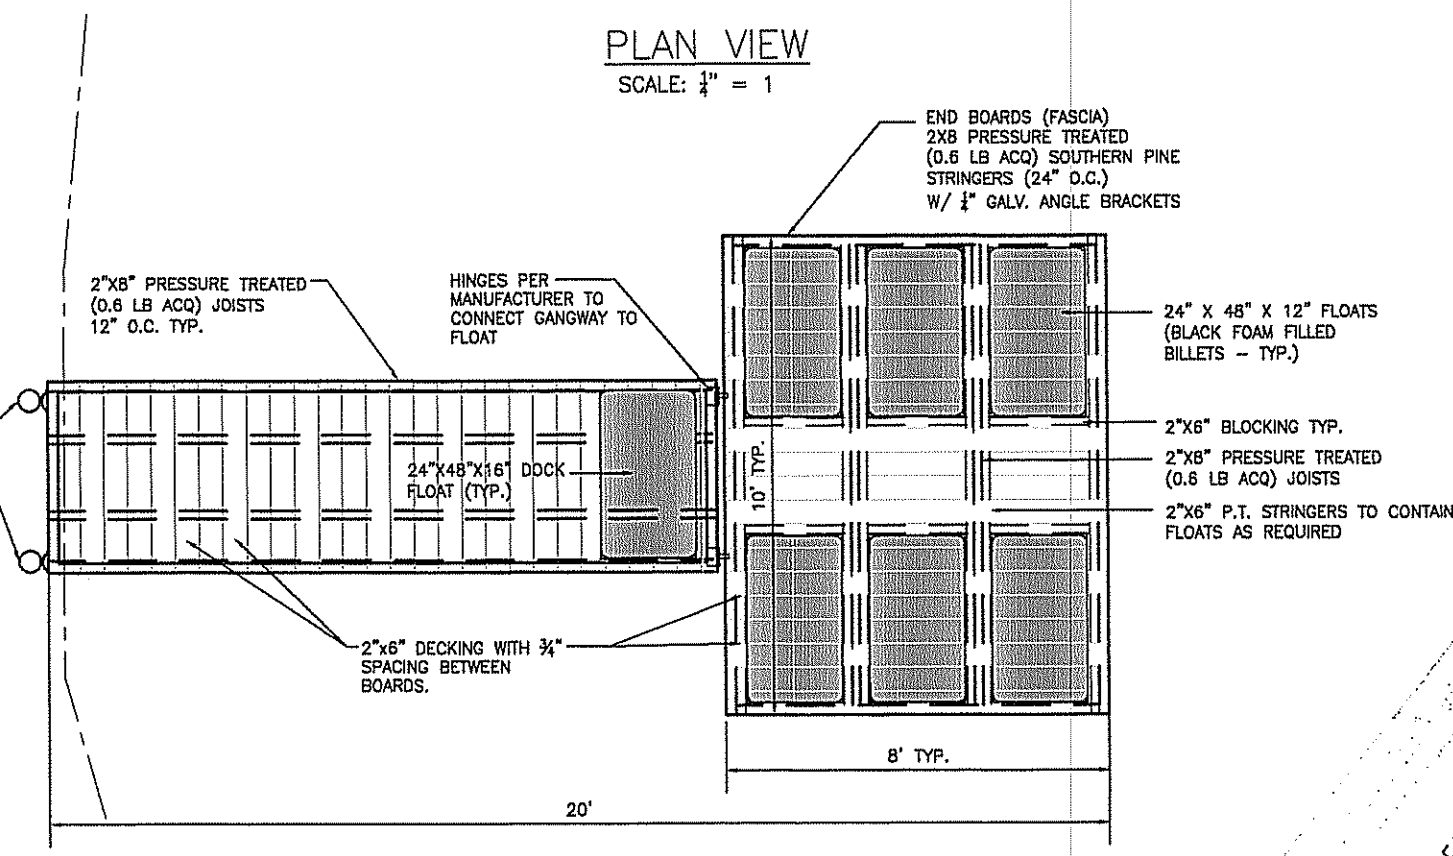 PLAN VIEW
SCALE: ¼" = 1
END BOARDS (FASCIA)
2X8 PRESSURE TREATED
(0.6 LB ACQ) SOUTHERN PINE
STRINGERS (24" O.C.)
W/ ¼" GALV. ANGLE BRACKETS
2"X8" PRESSURE TREATED
(0.6 LB ACQ) JOISTS
12" O.C. TYP.
HINGES PER
MANUFACTURER TO
CONNECT GANGWAY TO
FLOAT
24" X 48" X 12" FLOATS
(BLACK FOAM FILLED
BILLETS - TYP.)
2"X6" BLOCKING TYP.
2"X8" PRESSURE TREATED
(0.6 LB ACQ) JOISTS
2"X6" P.T. STRINGERS TO CONTAIN
FLOATS AS REQUIRED
24"X48"X16" DOCK
FLOAT (TYP.)
10' TYP.
2"x6" DECKING WITH ¾"
SPACING BETWEEN
BOARDS.
8' TYP.
20'